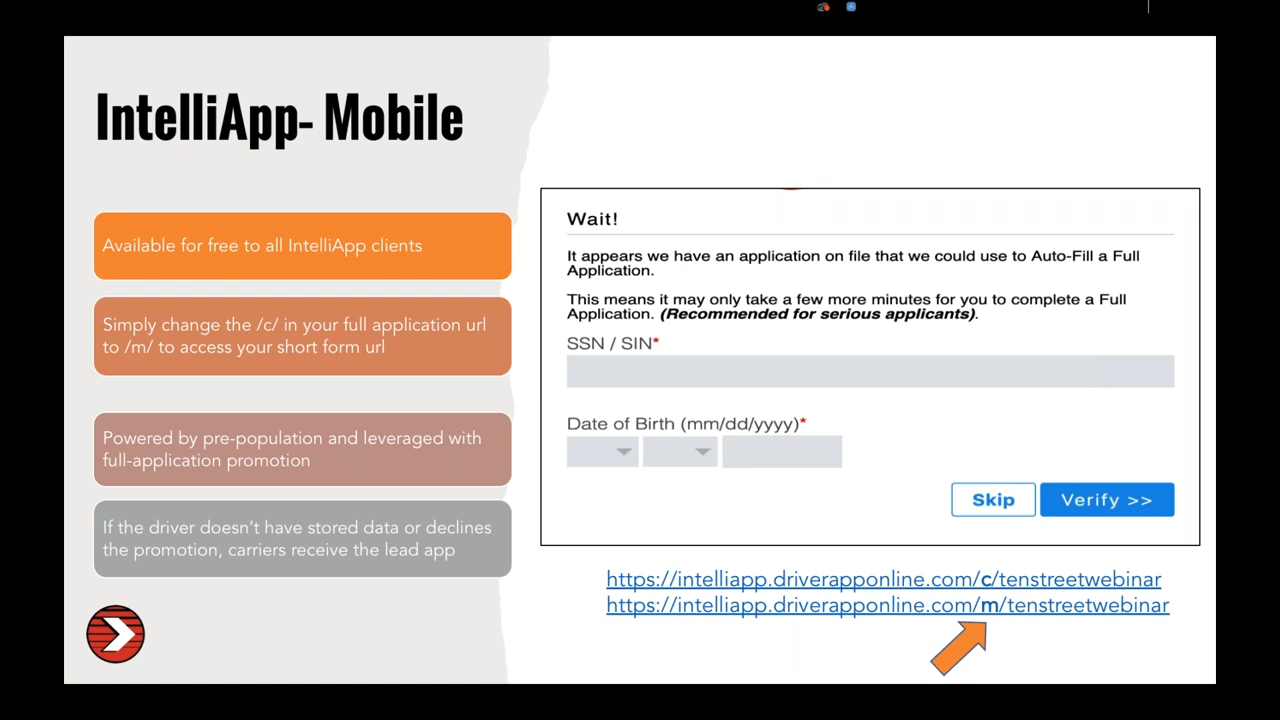 IntelliApp- Mobile
Available for free to all IntelliApp clients
Simply change the /c/ in your full application url
to /m/ to access your short form url
Powered by pre-population and leveraged with
full-application promotion
If the driver doesn't have stored data or declines
the promotion, carriers receive the lead app
Wait!
It appears we have an application on file that we could use to Auto-Fill a Full
Application.
This means it may only take a few more minutes for you to complete a Full
Application. (Recommended for serious applicants).
SSN / SIN*
Date of Birth (mm/dd/yyyy)*
Skip
Verify >>
https://intelliapp.driverapponline.com/c/tenstreetwebinar
https://intelliapp.driverapponline.com/m/tenstreetwebinar